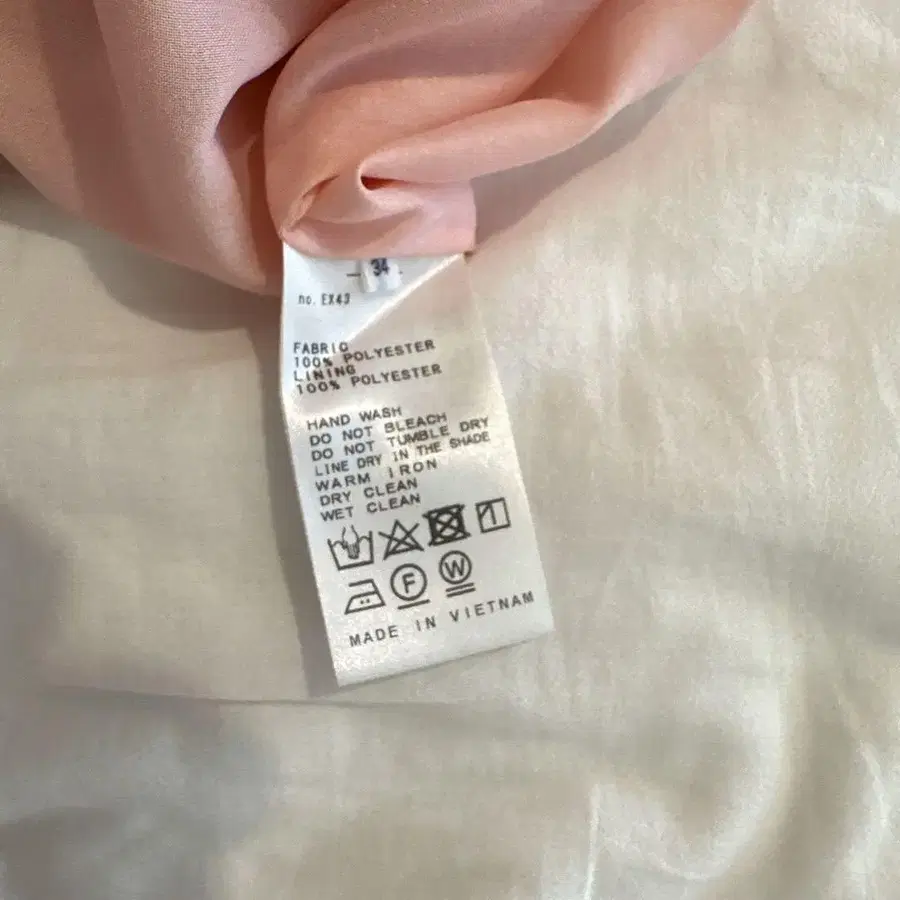 34
no. EX43
FABRIC
100% POLYESTER
LINING
100% POLYESTER
HAND WASH
DO NOT BLEACH
DO NOT TUMBLE DRY
LINE DRY IN THE SHADE
WARM IRON
DRY CLEAN
WET CLEAN
F W
MADE IN VIETNAM